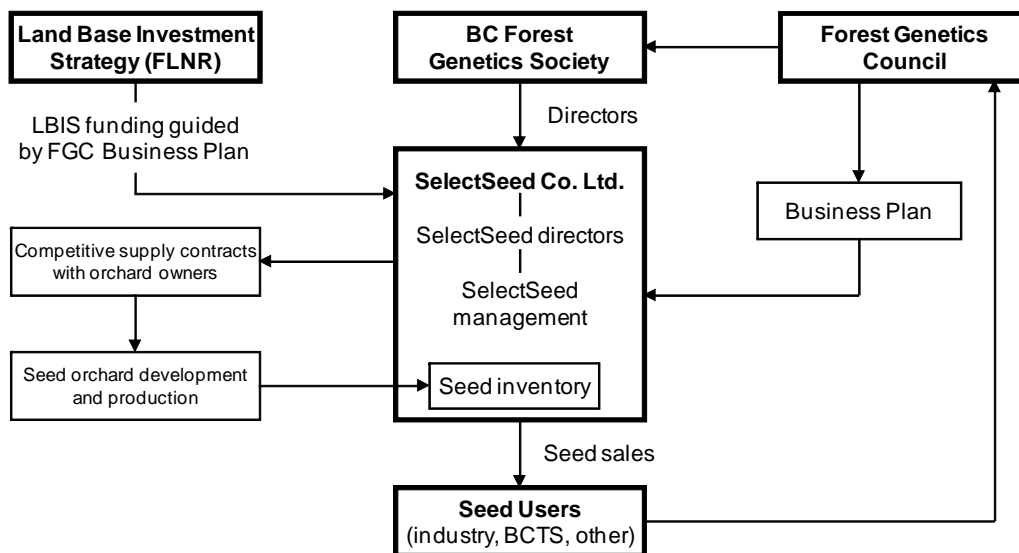 Land Base Investment
Strategy (FLNR)
BC Forest
Genetics Society
Forest Genetics
Council
LBIS funding guided
by FGC Business Plan
Directors
SelectSeed Co. Ltd.
SelectSeed directors
SelectSeed
management
Business Plan
Competitive supply contracts
with orchard owners
Seed orchard development
and production
Seed inventory
Seed sales
Seed Users
(industry, BCTS, other)